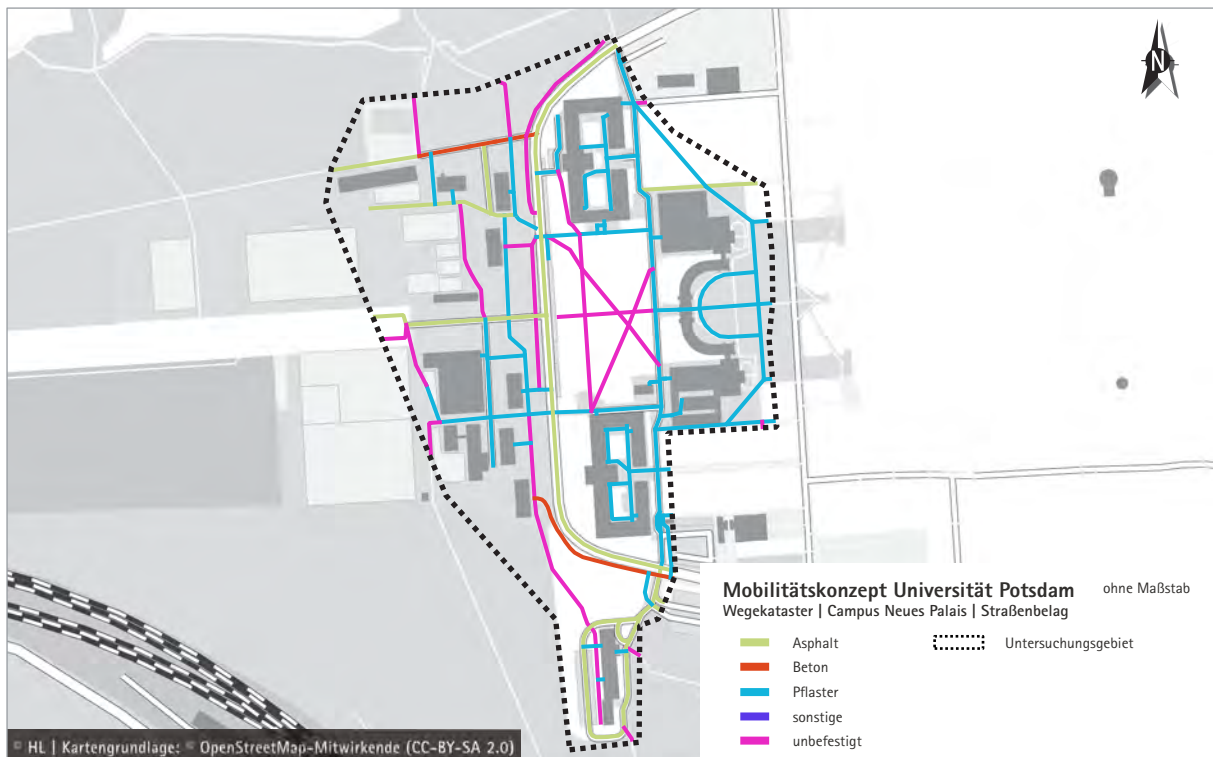 N
Mobilitätskonzept Universität Potsdam ohne Maßstab
Wegekataster | Campus Neues Palais | Straßenbelag
Asphalt Untersuchungsgebiet
Beton
Pflaster
sonstige
unbefestigt
© HL | Kartengrundlage: © OpenStreetMap-Mitwirkende (CC-BY-SA 2.0)